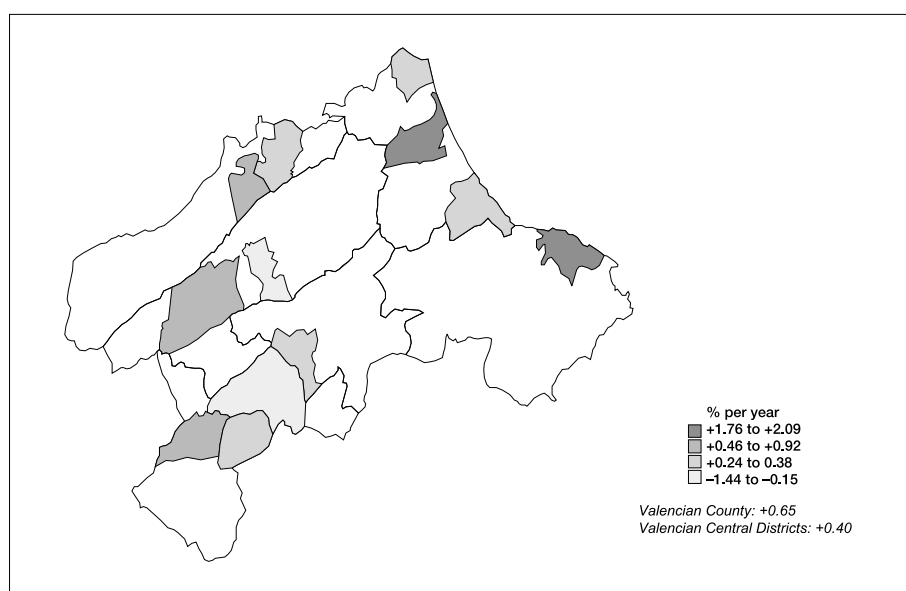 % per year
+1.76 to +2.09
+0.46 to +0.92
+0.24 to 0.38
–1.44 to –0.15
Valencian County: +0.65
Valencian Central Districts: +0.40